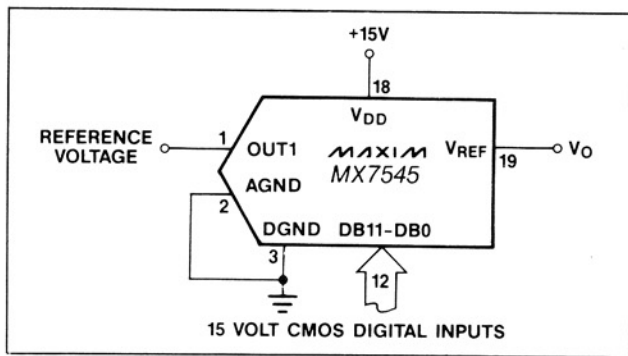 +15V
18
VDD
REFERENCE
VOLTAGE
1
OUT1
MAXIM
MX7545
VREF
19
VO
AGND
2
DGND
DB11-DB0
3
12
15 VOLT CMOS DIGITAL INPUTS